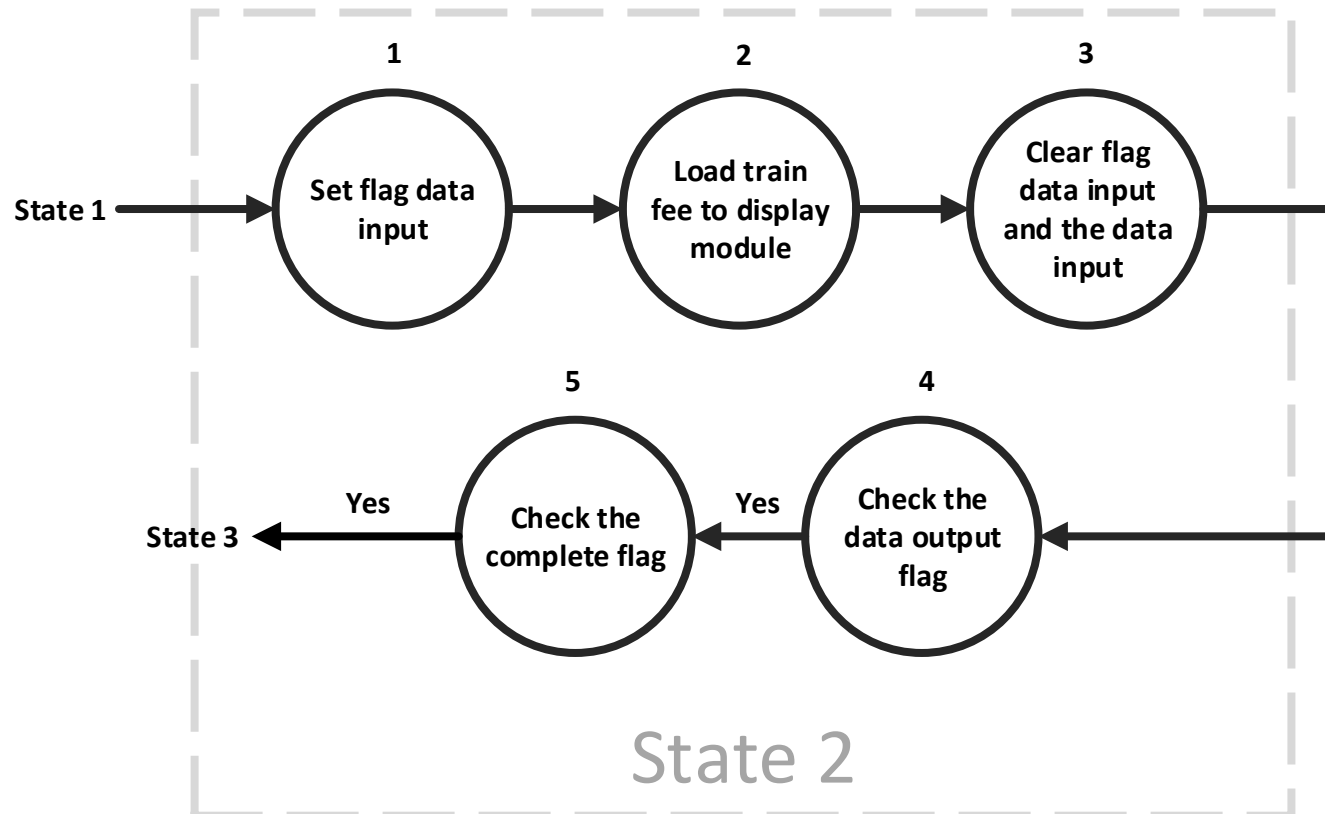 1
2
3
State 1
Set flag data
input
Load train
fee to display
module
Clear flag
data input
and the data
input
5
4
State 3
Yes
Check the
complete flag
Yes
Check the
data output
flag
State 2